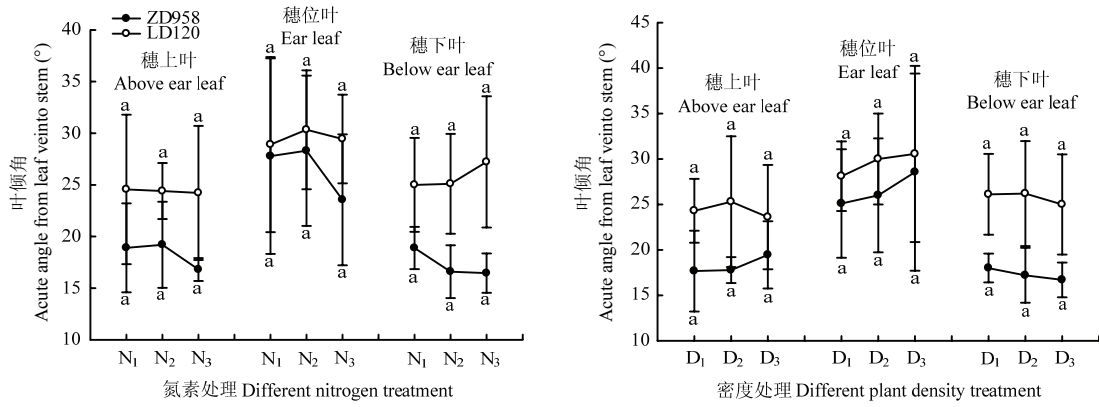 ZD958
LD120
穗上叶
Above ear leaf
穗位叶
Ear leaf
穗下叶
Below ear leaf
叶倾角
Acute angle from leaf veinto stem (°)
40
35
30
25
20
15
10
a a a a a a a a a
a a a a a a a a a
N1 N2 N3 N1 N2 N3 N1 N2 N3
氮素处理 Different nitrogen treatment
穗上叶
Above ear leaf
穗位叶
Ear leaf
穗下叶
Below ear leaf
叶倾角
Acute angle from leaf veinto stem (°)
45
40
35
30
25
20
15
10
a a a a a a a a a
a a a a a a a a a
D1 D2 D3 D1 D2 D3 D1 D2 D3
密度处理 Different plant density treatment